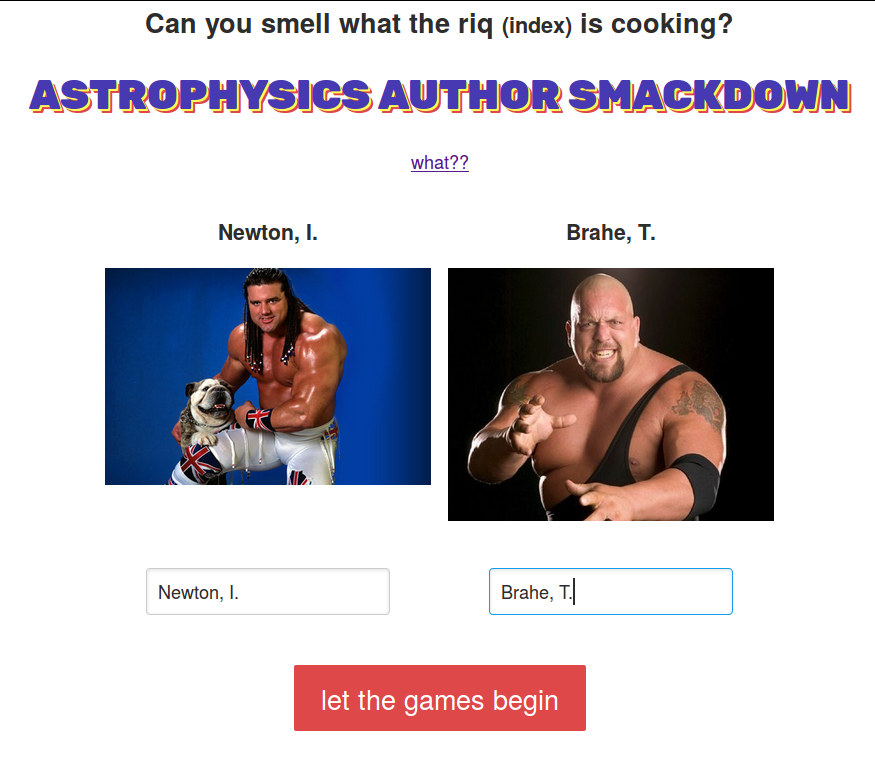 Can you smell what the riq (index) is cooking?
ASTROPHYSICS AUTHOR SMACKDOWN
what??
Newton, I.
Brahe, T.
Newton, I.
Brahe, T.
let the games begin